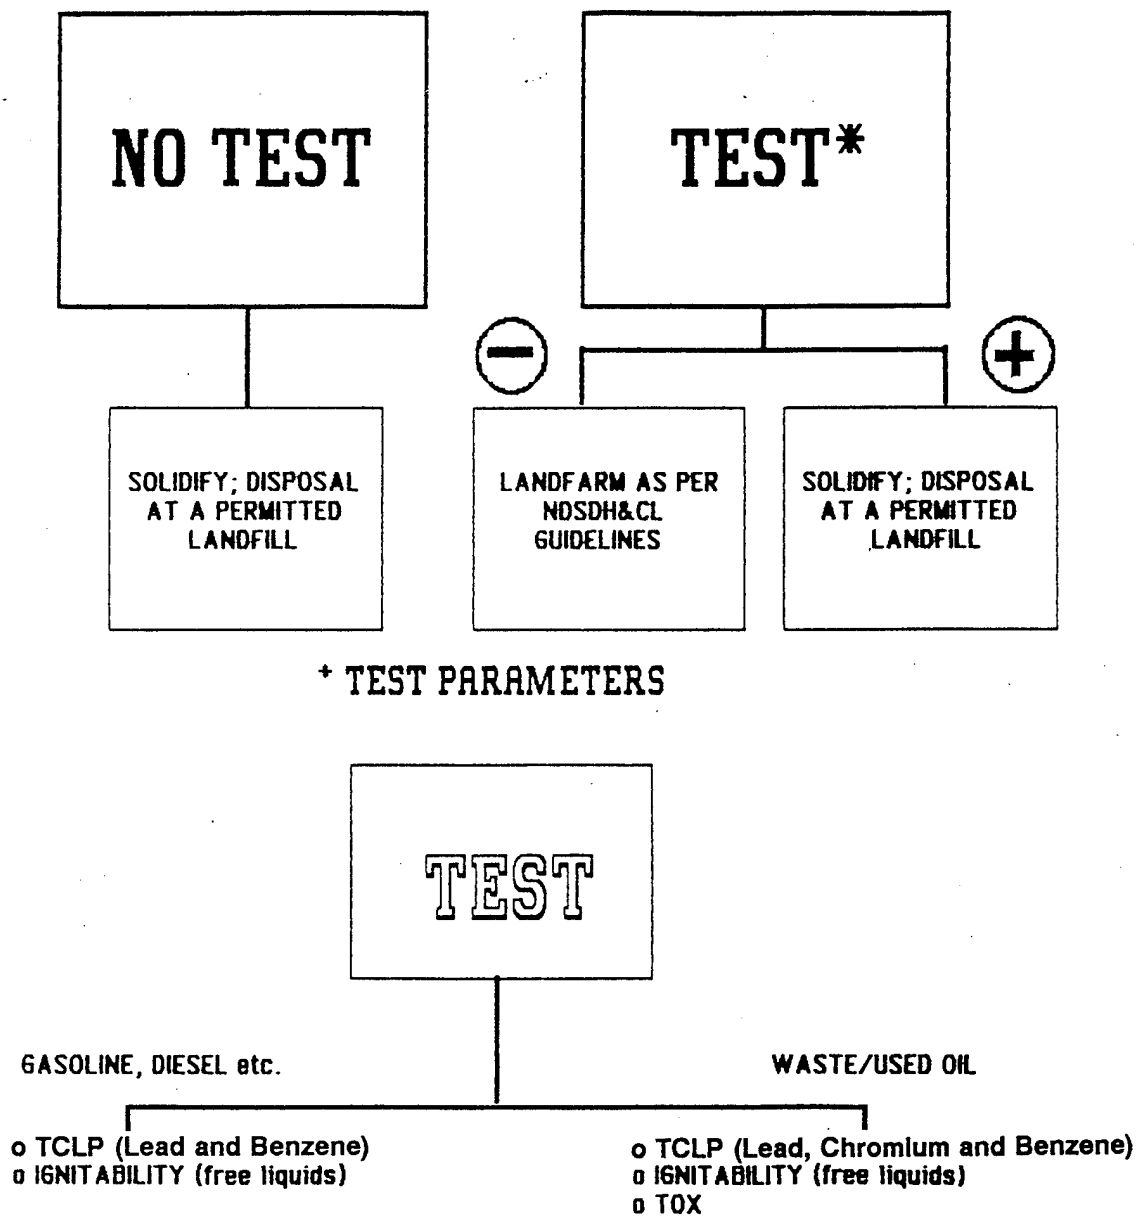 NO TEST
TEST*
−
+
SOLIDIFY; DISPOSAL
AT A PERMITTED
LANDFILL
LANDFARM AS PER
NDSDH&CL
GUIDELINES
SOLIDIFY; DISPOSAL
AT A PERMITTED
LANDFILL
+ TEST PARAMETERS
TEST
GASOLINE, DIESEL etc.
WASTE/USED OIL
o TCLP (Lead and Benzene)
o IGNITABILITY (free liquids)
o TCLP (Lead, Chromium and Benzene)
o IGNITABILITY (free liquids)
o TOX